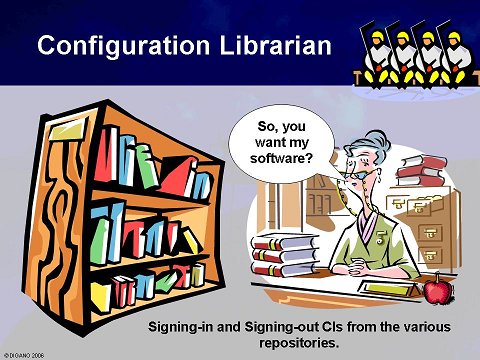 Configuration Librarian
So, you
want my
software?
Signing-in and Signing-out CIs from the various
repositories.
© DIGANO 2006